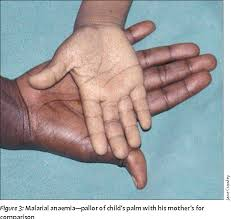 Figure 3: Malarial anaemia—pallor of child's palm with his mother's for
comparison